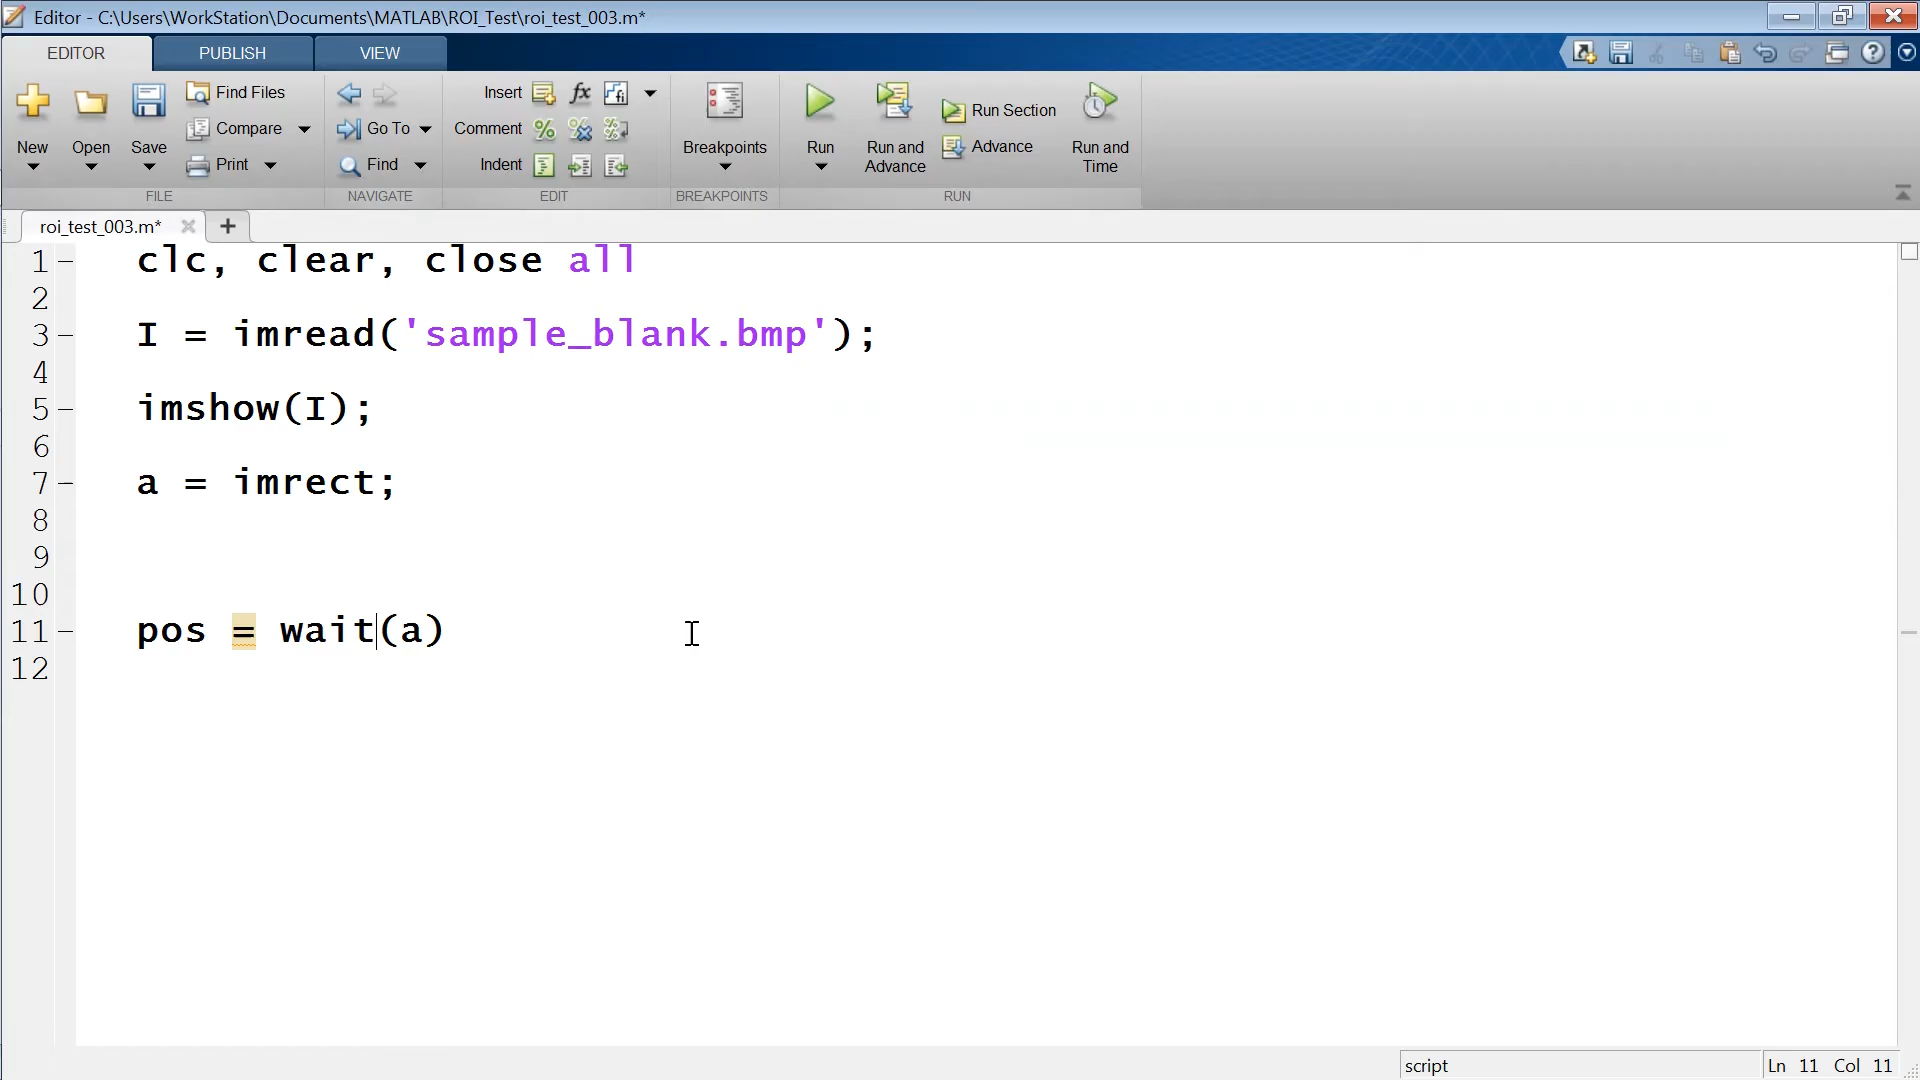 Editor - C:\Users\WorkStation\Documents\MATLAB\ROI_Test\roi_test_003.m*
EDITOR PUBLISH VIEW
New Open Save Find Files Compare Print
FILE
Go To Find
NAVIGATE
Insert fx fi
Comment % %
Indent
EDIT
Breakpoints
BREAKPOINTS
Run Run and Advance Run Section Advance Run and Time
RUN
roi_test_003.m* +
1 clc, clear, close all
2
3 I = imread('sample_blank.bmp');
4
5 imshow(I);
6
7 a = imrect;
8
9
10
11 pos = wait(a)
12
script Ln 11 Col 11